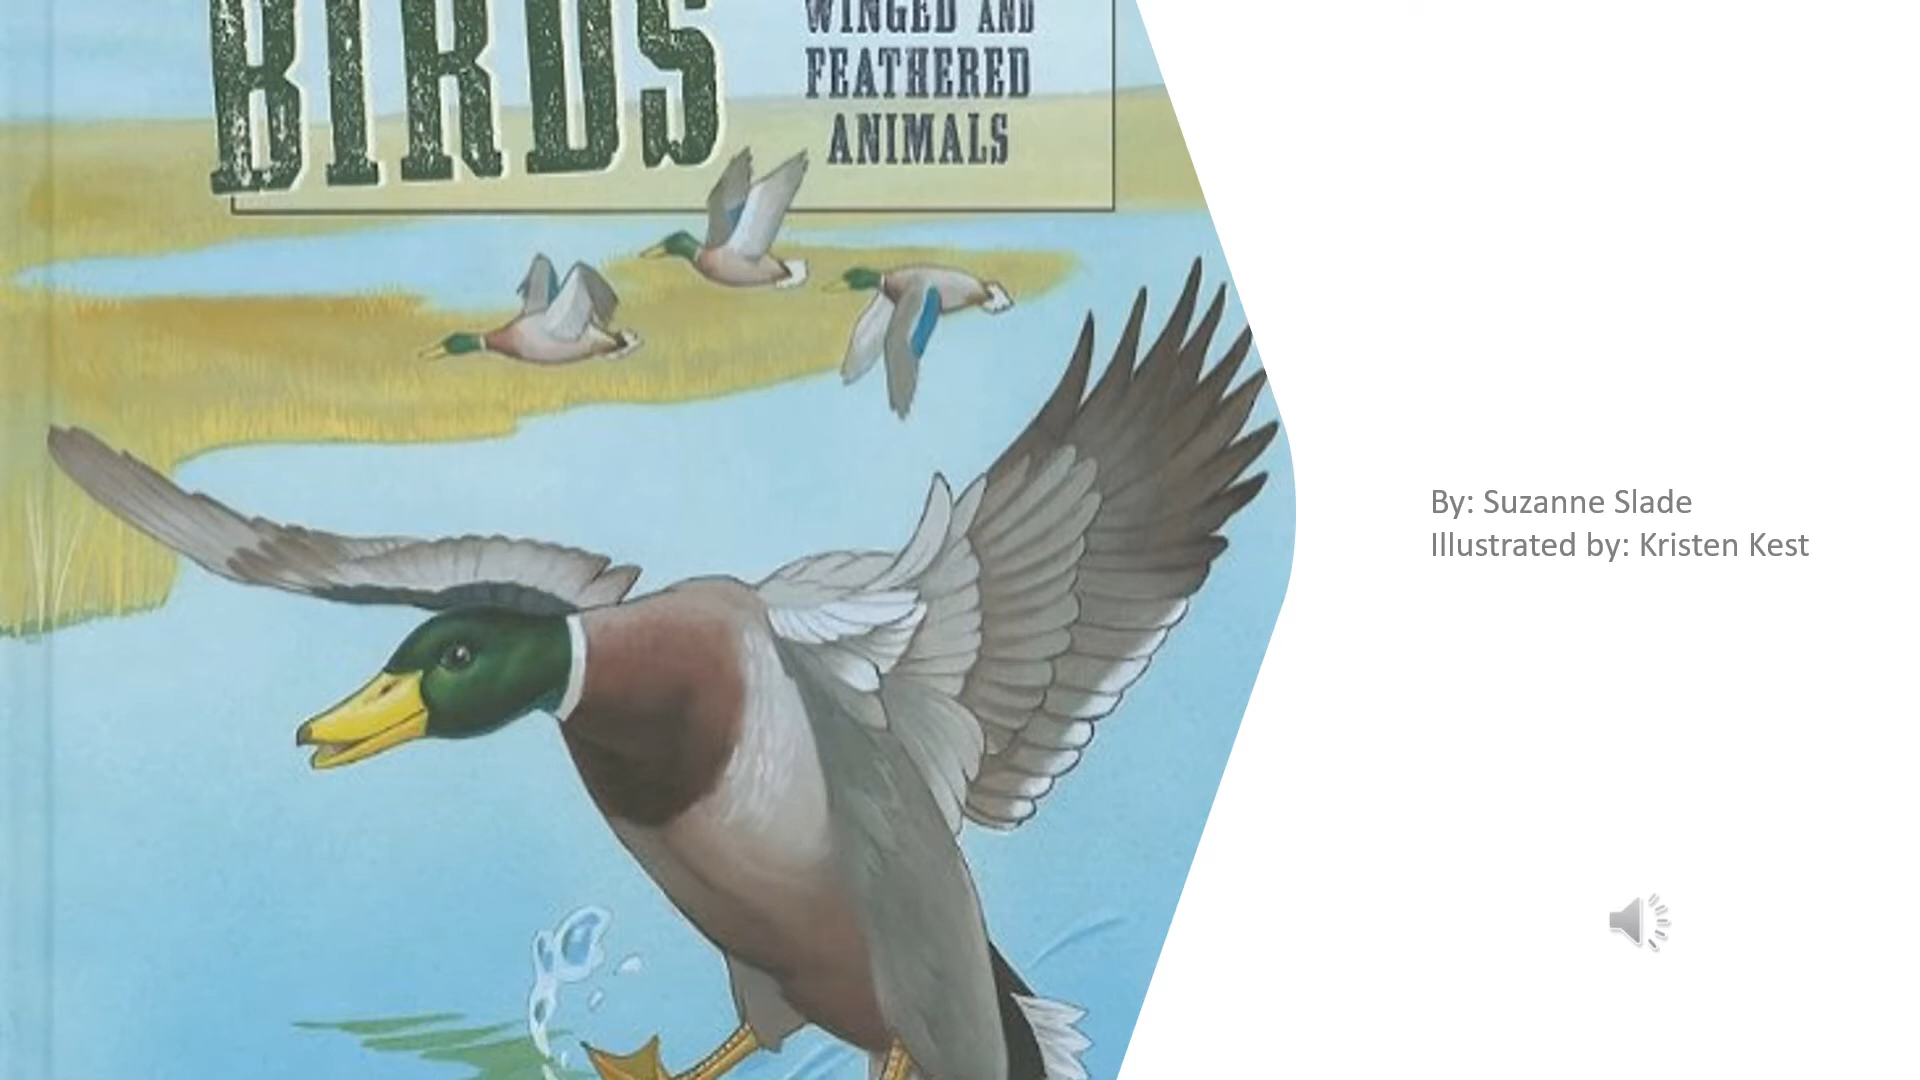 BIRDS
WINGED AND
FEATHERED
ANIMALS
By: Suzanne Slade
Illustrated by: Kristen Kest